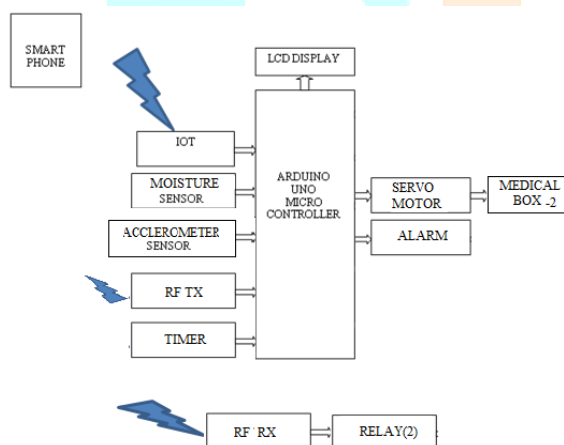 SMART
PHONE
LCD DISPLAY
IOT
MOISTURE
SENSOR
ACCLEROMETER
SENSOR
RF TX
TIMER
ARDUINO
UNO
MICRO
CONTROLLER
SERVO
MOTOR
MEDICAL
BOX -2
ALARM
RF RX
RELAY(2)